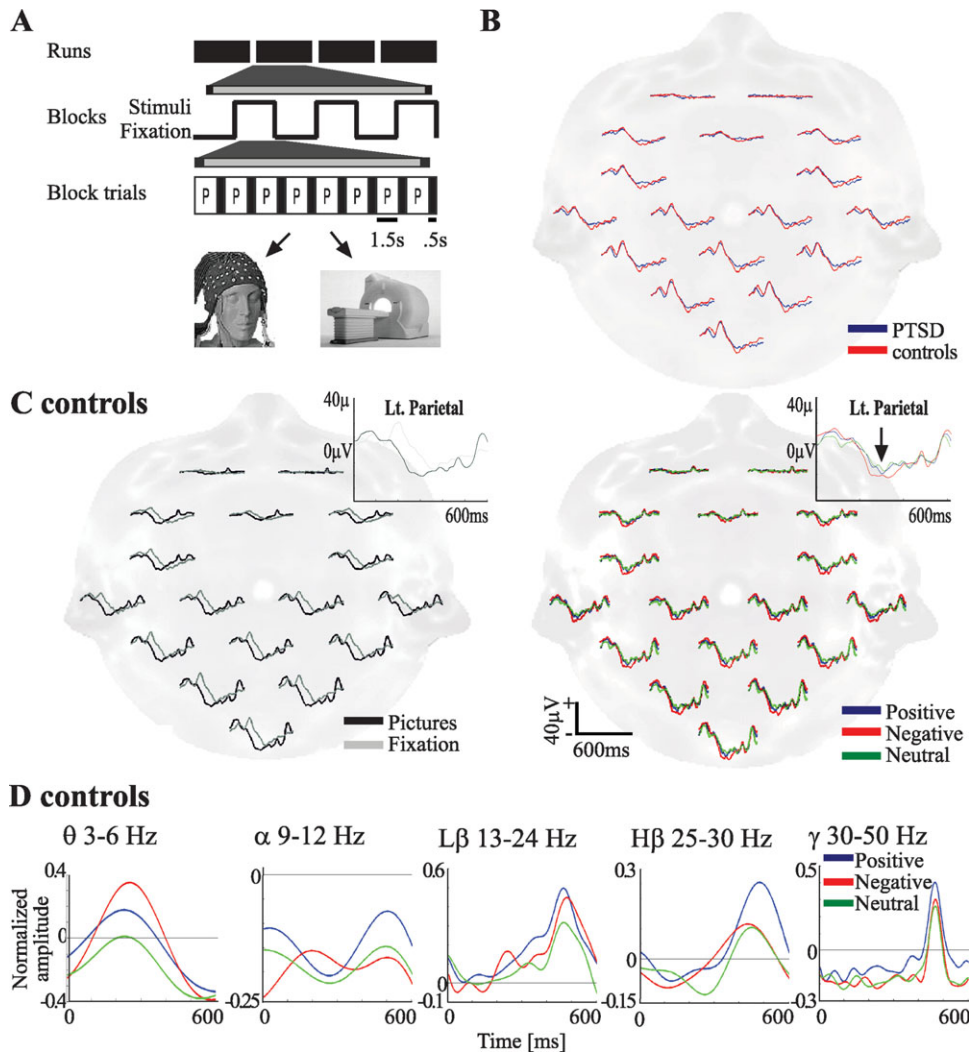 A
Runs
Blocks
Stimuli
Fixation
Block trials
P P P P P P P P
1.5s .5s
B
PTSD
controls
C controls
40μ
Lt. Parietal
0μV
600ms
Pictures
Fixation
40μ
Lt. Parietal
0μV
600ms
+
40μV
-
600ms
Positive
Negative
Neutral
D controls
θ 3-6 Hz
α 9-12 Hz
Lβ 13-24 Hz
Hβ 25-30 Hz
γ 30-50 Hz
Normalized
amplitude
0.4
0
-0.4
0 600
0
-0.25
0 600
0.6
0
-0.1
0 600
0.3
0
-0.15
0 600
Positive
Negative
Neutral
0.5
0
-0.3
0 600
Time [ms]